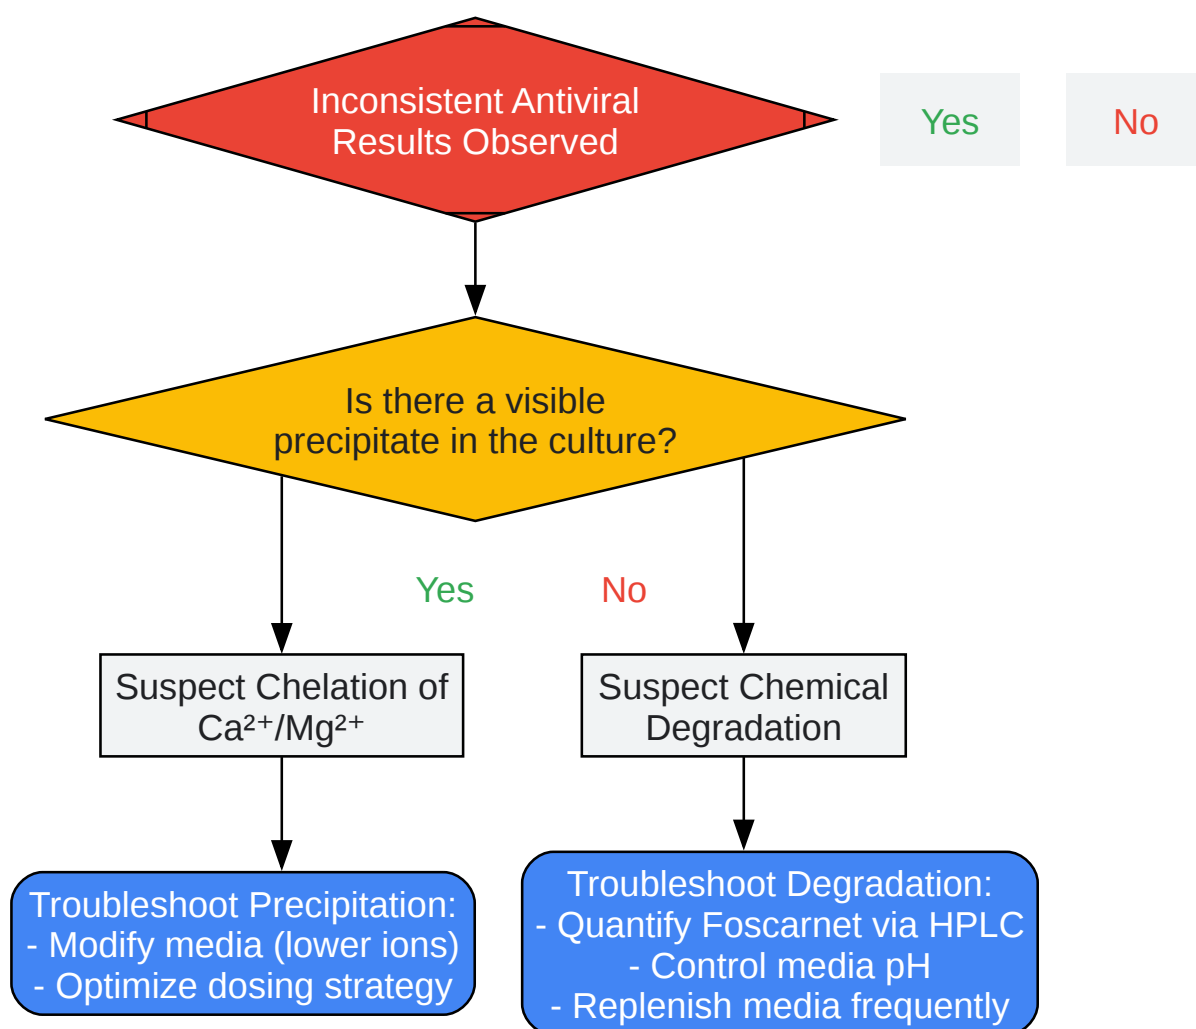 Inconsistent Antiviral
Results Observed
Yes
No
Is there a visible
precipitate in the culture?
Yes
No
Suspect Chelation of
Ca²⁺/Mg²⁺
Suspect Chemical
Degradation
Troubleshoot Precipitation:
- Modify media (lower ions)
- Optimize dosing strategy
Troubleshoot Degradation:
- Quantify Foscarnet via HPLC
- Control media pH
- Replenish media frequently